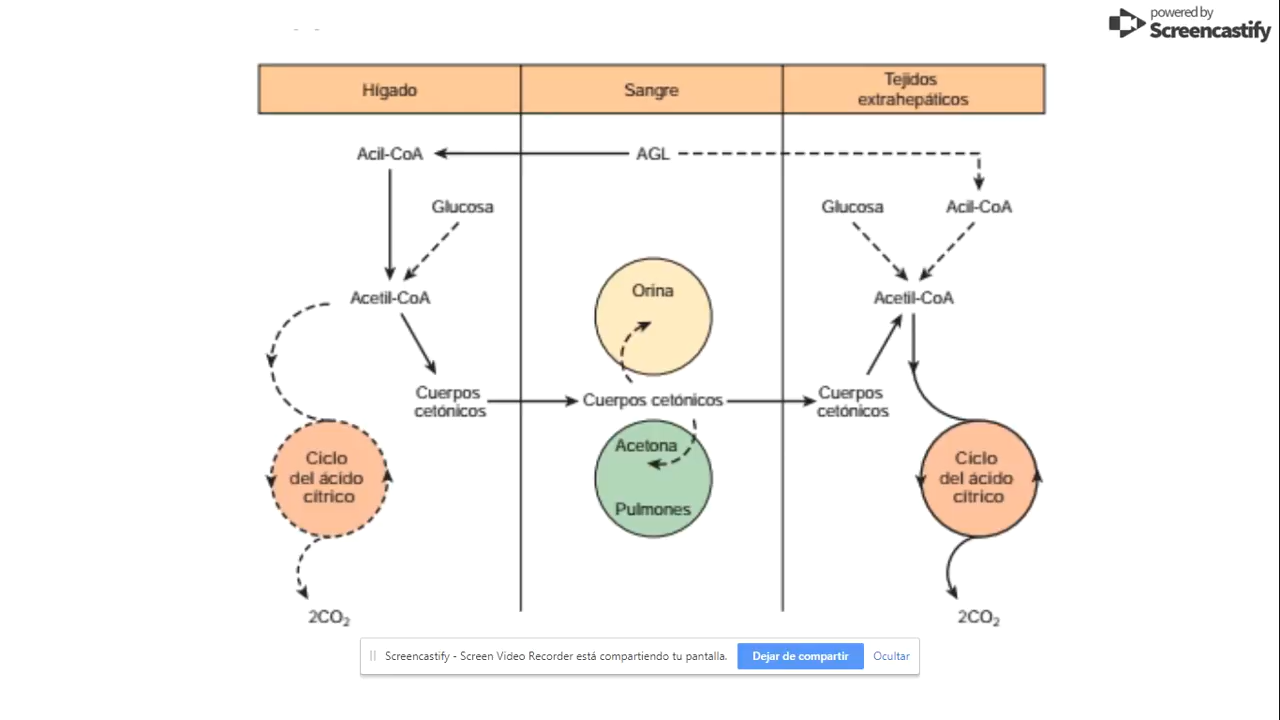 powered by
Screencastify
Hígado
Sangre
Tejidos
extrahepáticos
Acil-CoA
AGL
Glucosa
Glucosa
Acil-CoA
Orina
Acetil-CoA
Acetil-CoA
Cuerpos
cetónicos
Cuerpos cetónicos
Cuerpos
cetónicos
Acetona
Pulmones
Ciclo
del ácido
cítrico
Ciclo
del ácido
cítrico
2CO₂
2CO₂
Screencastify - Screen Video Recorder está compartiendo tu pantalla.
Dejar de compartir
Ocultar